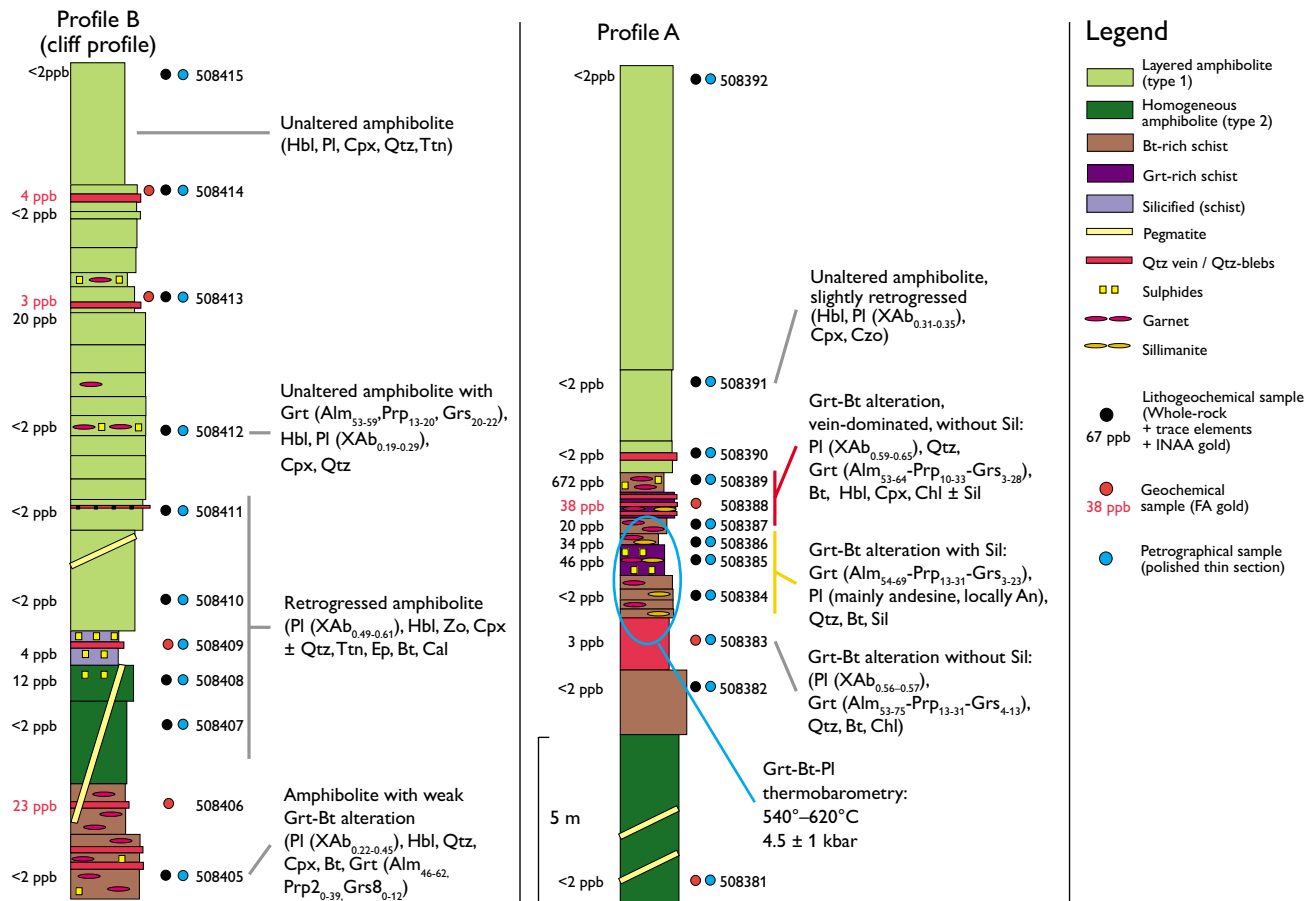 Profile B
(cliff profile)
<2ppb
508415
Unaltered amphibolite
(Hbl, Pl, Cpx, Qtz, Ttn)
4 ppb
508414
<2 ppb
3 ppb
508413
20 ppb
Unaltered amphibolite with
Grt (Alm53-59,Prp13-20, Grs20-22),
Hbl, Pl (XAb0.19-0.29),
Cpx, Qtz
<2 ppb
508412
<2 ppb
508411
<2 ppb
508410
Retrogressed amphibolite
(Pl (XAb0.49-0.61), Hbl, Zo, Cpx
± Qtz, Ttn, Ep, Bt, Cal
508409
4 ppb
12 ppb
508408
<2 ppb
508407
23 ppb
508406
Amphibolite with weak
Grt-Bt alteration
(Pl (XAb0.22-0.45), Hbl, Qtz,
Cpx, Bt, Grt (Alm46-62,
Prp20-39, Grs80-12)
<2 ppb
508405
Profile A
<2ppb
508392
Unaltered amphibolite,
slightly retrogressed
(Hbl, Pl (XAb0.31-0.35),
Cpx, Czo)
<2 ppb
508391
Grt-Bt alteration,
vein-dominated, without Sil:
Pl (XAb0.59-0.65), Qtz,
Grt (Alm53-64-Prp10-33-Grs3-28),
Bt, Hbl, Cpx, Chl ± Sil
<2 ppb
508390
672 ppb
508389
38 ppb
508388
20 ppb
508387
34 ppb
508386
46 ppb
508385
Grt-Bt alteration with Sil:
Grt (Alm54-69-Prp13-31-Grs3-23),
Pl (mainly andesine, locally An),
Qtz, Bt, Sil
<2 ppb
508384
3 ppb
508383
Grt-Bt alteration without Sil:
(Pl (XAb0.56–0.57),
Grt (Alm53-75-Prp13-31-Grs4-13),
Qtz, Bt, Chl)
<2 ppb
508382
Grt-Bt-Pl
thermobarometry:
540°–620°C
4.5 ± 1 kbar
5 m
<2 ppb
508381
Legend
Layered amphibolite
(type 1)
Homogeneous
amphibolite (type 2)
Bt-rich schist
Grt-rich schist
Silicified (schist)
Pegmatite
Qtz vein / Qtz-blebs
Sulphides
Garnet
Sillimanite
67 ppb
Lithogeochemical sample
(Whole-rock
+ trace elements
+ INAA gold)
38 ppb
Geochemical
sample (FA gold)
Petrographical sample
(polished thin section)